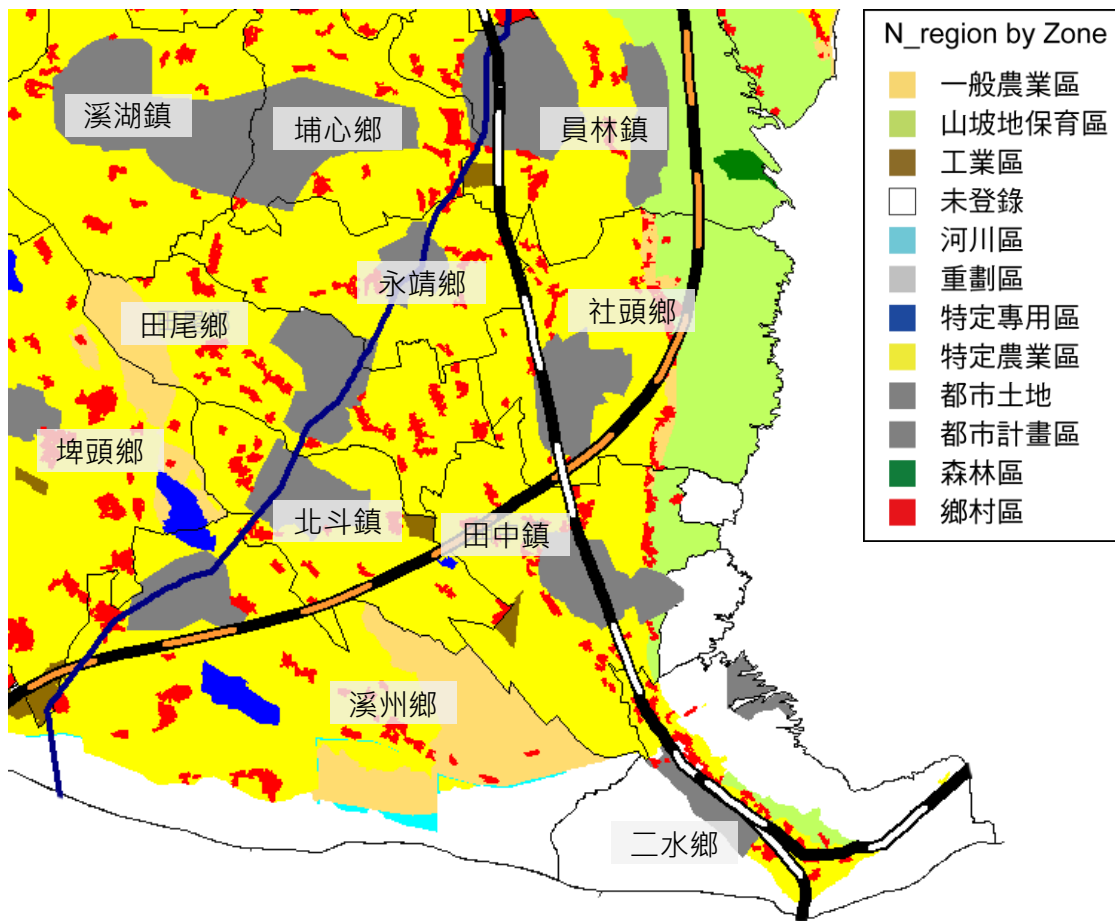 N_region by Zone
一般農業區
山坡地保育區
工業區
未登錄
河川區
重劃區
特定專用區
特定農業區
都市土地
都市計畫區
森林區
鄉村區
溪湖鎮
埔心鄉
員林鎮
永靖鄉
田尾鄉
社頭鄉
埤頭鄉
北斗鎮
田中鎮
溪州鄉
二水鄉